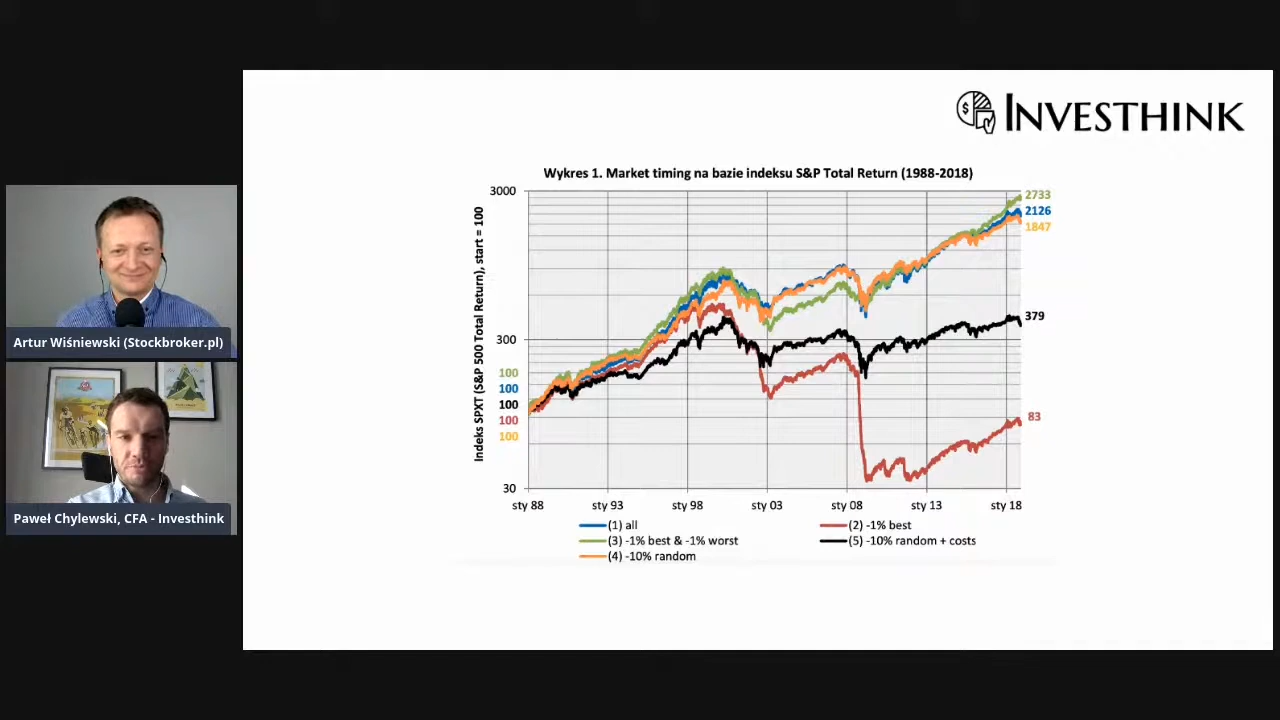 INVESTHINK
Wykres 1. Market timing na bazie indeksu S&P Total Return (1988-2018)
Indeks SPXT (S&P 500 Total Return), start = 100
3000
300
30
100
100
100
100
100
2733
2126
1847
379
83
sty 88 sty 93 sty 98 sty 03 sty 08 sty 13 sty 18
(1) all (2) -1% best
(3) -1% best & -1% worst (5) -10% random + costs
(4) -10% random
Artur Wiśniewski (Stockbroker.pl)
Paweł Chylewski, CFA - Investhink